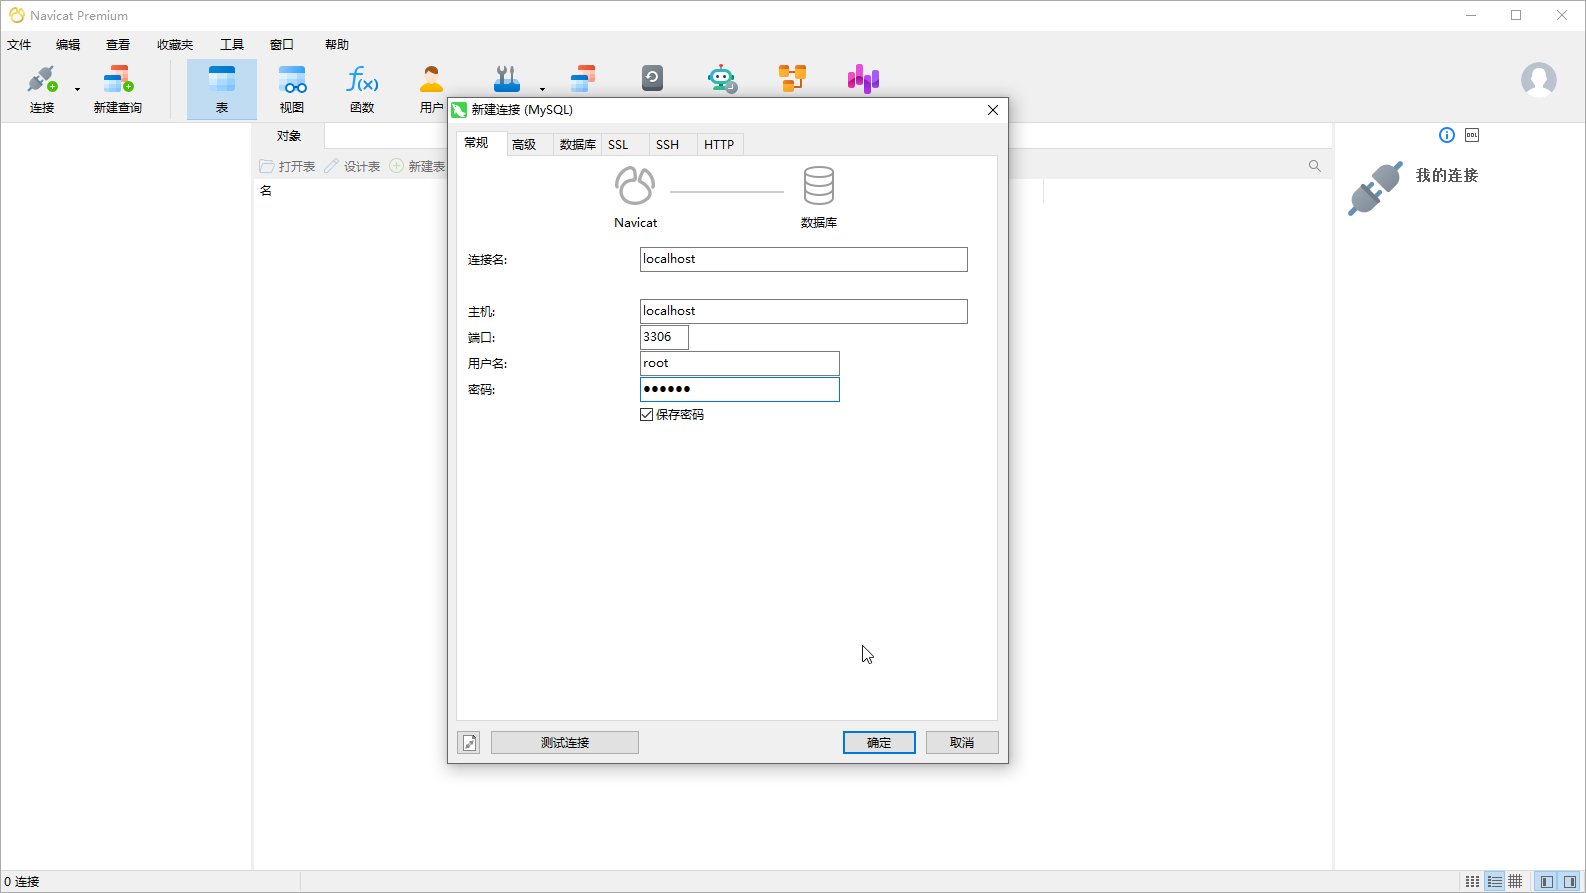 Navicat Premium
文件 编辑 查看 收藏夹 工具 窗口 帮助
连接 新建查询 表 视图 函数 用户
新建连接 (MySQL)
对象
常规 高级 数据库 SSL SSH HTTP
打开表 设计表 新建表
名
DDL
我的连接
Navicat 数据库
连接名: localhost
主机: localhost
端口: 3306
用户名: root
密码: ●●●●●●
保存密码
测试连接 确定 取消
0 连接